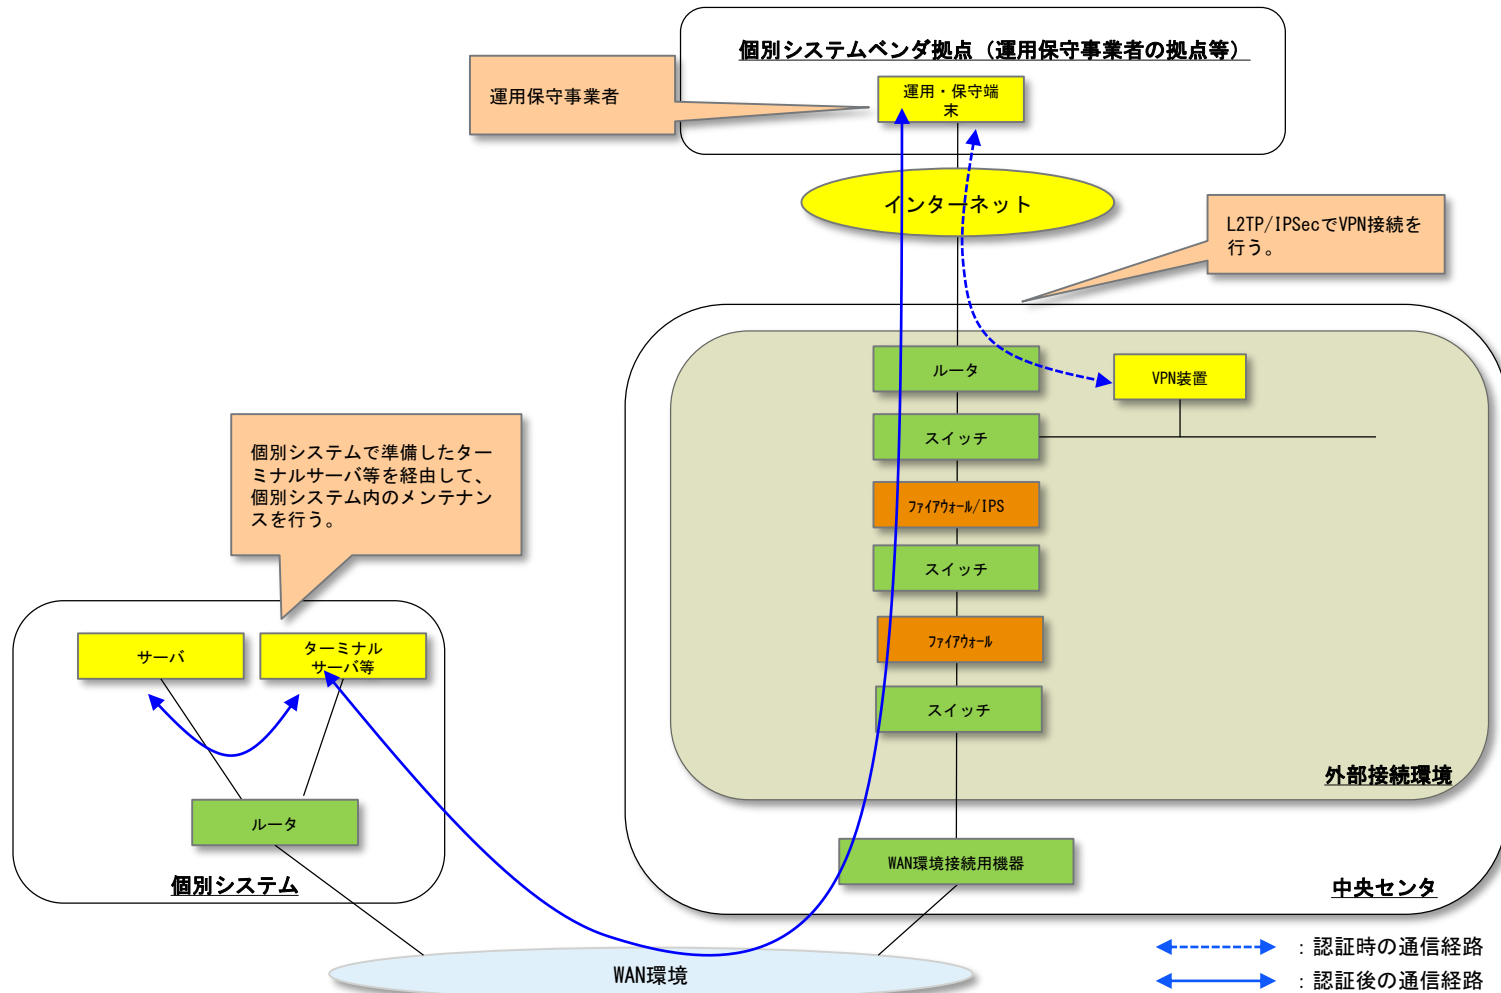 個別システムベンダ拠点（運用保守事業者の拠点等）
運用保守事業者
運用・保守端
末
インターネット
L2TP/IPSecでVPN接続を
行う。
ルータ
VPN装置
スイッチ
個別システムで準備したター
ミナルサーバ等を経由して、
個別システム内のメンテナン
スを行う。
ﾌｧｲｱｳｫｰﾙ/IPS
スイッチ
ﾌｧｲｱｳｫｰﾙ
サーバ
ターミナル
サーバ等
スイッチ
外部接続環境
ルータ
WAN環境接続用機器
個別システム
中央センタ
：認証時の通信経路
WAN環境
：認証後の通信経路